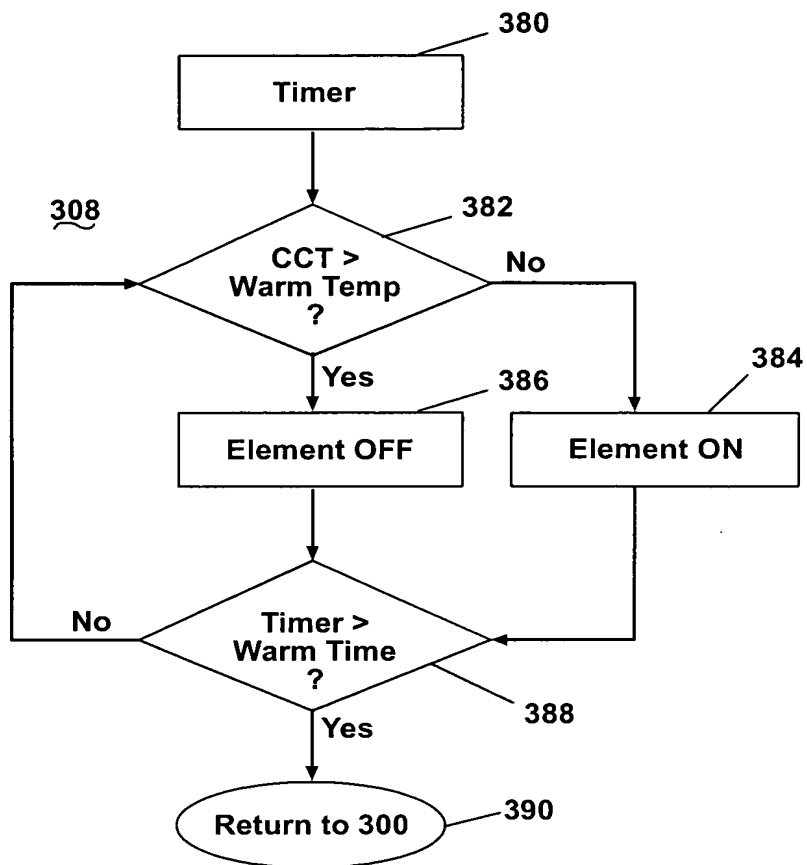 380
Timer
308
382
CCT >
Warm Temp
?
No
Yes
386
384
Element OFF
Element ON
No
Timer >
Warm Time
?
388
Yes
Return to 300
390